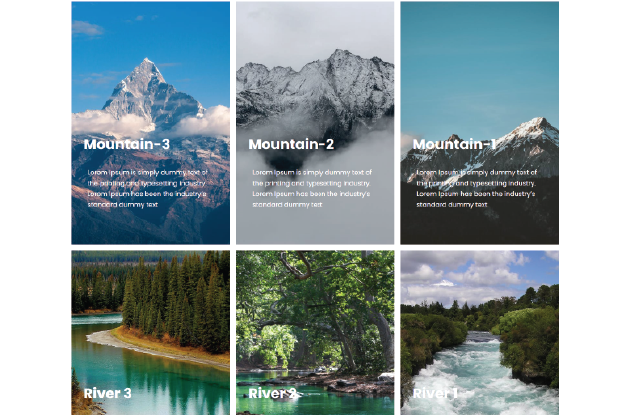 Mountain-3
Lorem Ipsum is simply dummy text of
the printing and typesetting industry.
Lorem Ipsum has been the industry's
standard dummy text
Mountain-2
Lorem Ipsum is simply dummy text of
the printing and typesetting industry.
Lorem Ipsum has been the industry's
standard dummy text
Mountain-1
Lorem Ipsum is simply dummy text of
the printing and typesetting industry.
Lorem Ipsum has been the industry's
standard dummy text
River 3
River 2
River 1